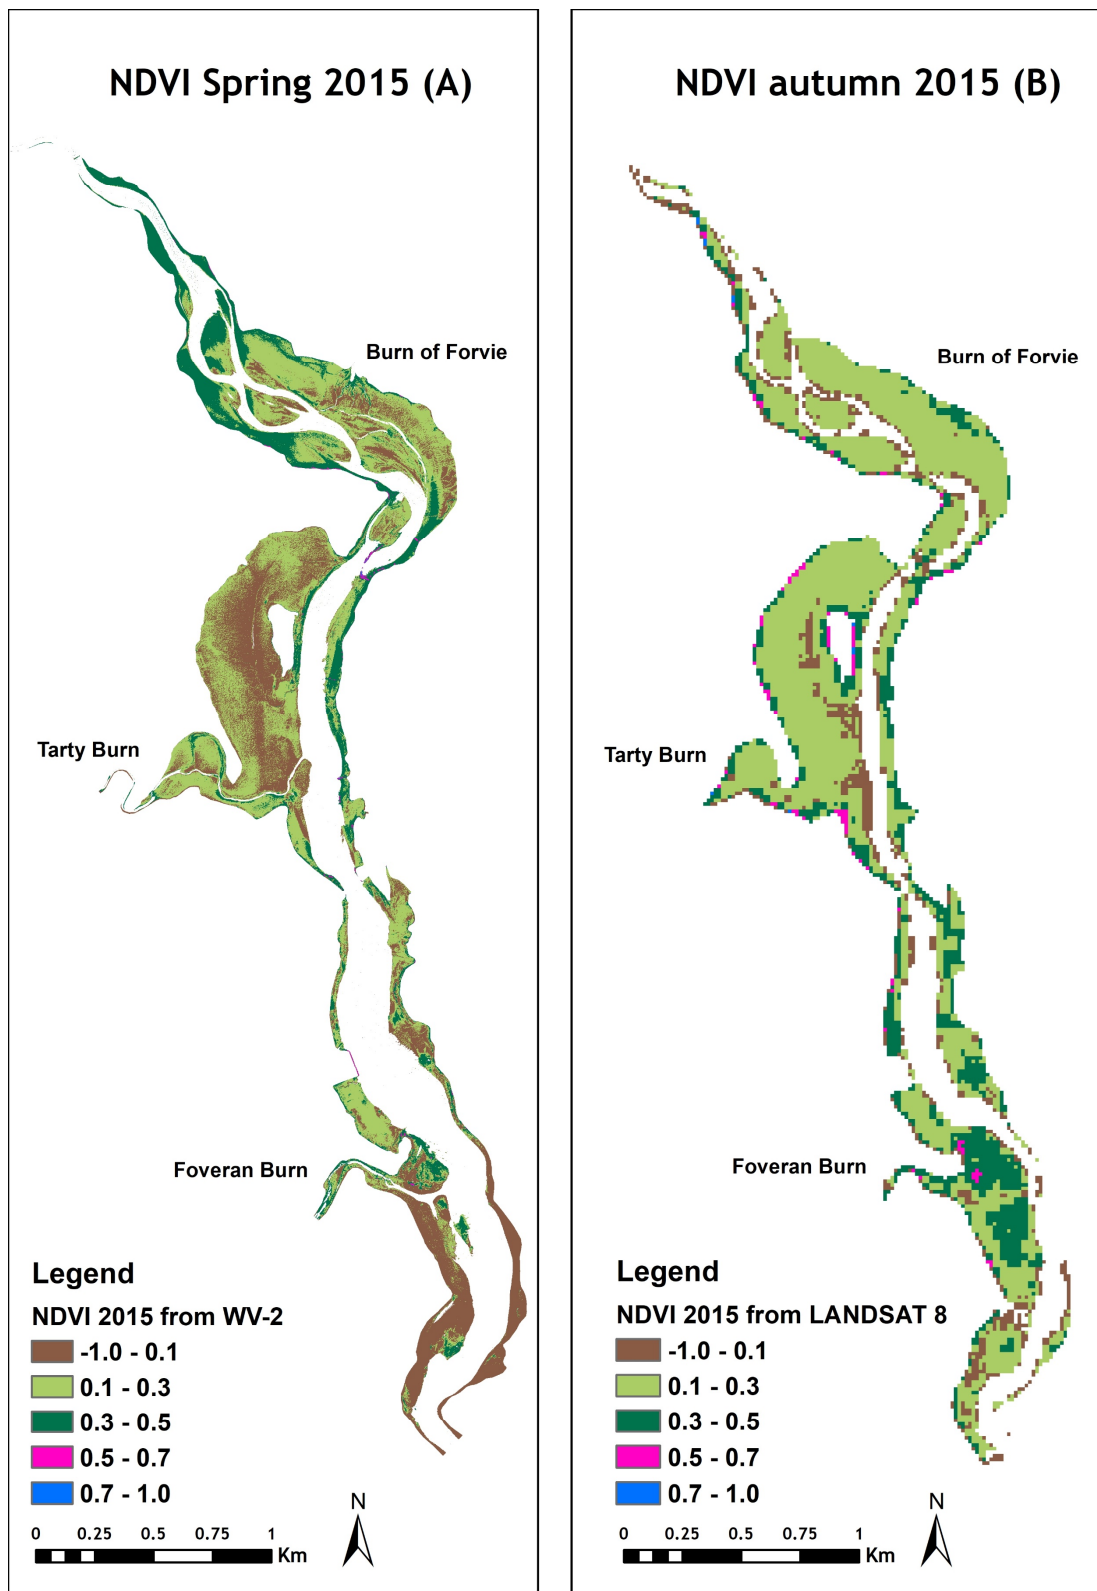 NDVI Spring 2015 (A)
Burn of Forvie
Tarty Burn
Foveran Burn
Legend
NDVI 2015 from WV-2
-1.0 - 0.1
0.1 - 0.3
0.3 - 0.5
0.5 - 0.7
0.7 - 1.0
N
0 0.25 0.5 0.75 1
Km
NDVI autumn 2015 (B)
Burn of Forvie
Tarty Burn
Foveran Burn
Legend
NDVI 2015 from LANDSAT 8
-1.0 - 0.1
0.1 - 0.3
0.3 - 0.5
0.5 - 0.7
0.7 - 1.0
N
0 0.25 0.5 0.75 1
Km